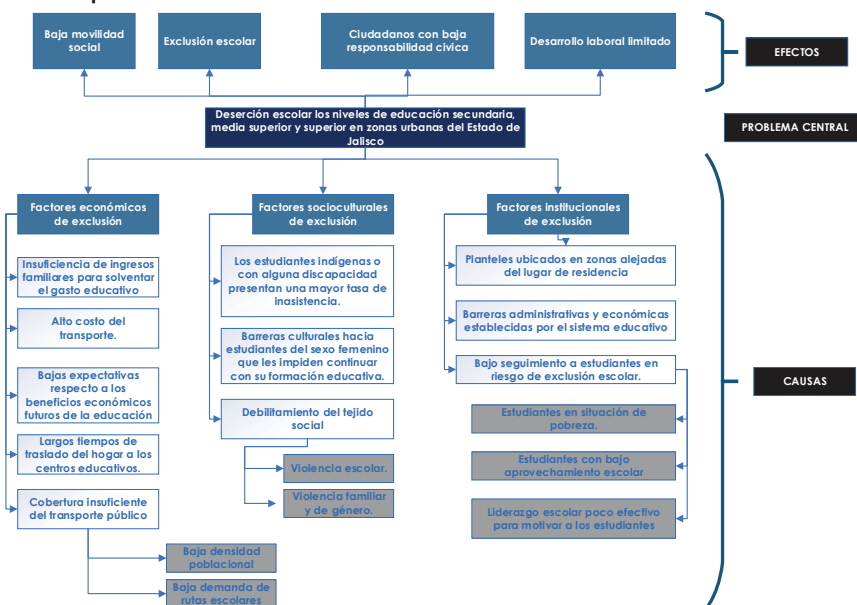 Baja movilidad
social
Exclusión escolar
Ciudadanos con baja
responsabilidad civica
Desarrollo laboral limitado
EFECTOS
Deserción escolar los niveles de educación secundaria,
media superior y superior en zonas urbanas del Estado de
Jalisco
PROBLEMA CENTRAL
Factores económicos
de exclusión
Factores socioculturales
de exclusión
Factores institucionales
de exclusión
Insuficiencia de ingresos
familiares para solventar
el gasto educativo
Alto costo del
transporte.
Bajas expectativas
respecto a los
beneficios económicos
futuros de la educación
Largos tiempos de
traslado del hogar a los
centros educativos.
Cobertura insuficiente
del transporte público
Baja densidad
poblacional
Baja demanda de
rutas escolares
Los estudiantes indígenas o
con alguna discapacidad
presentan una mayor tasa de
inasistencia.
Barreras culturales hacia
estudiantes del sexo femenino
que les impiden continuar
con su formación educativa.
Debilitamiento del tejido
social
Violencia escolar.
Violencia familiar
y de género.
Planteles ubicados en zonas alejadas
del lugar de residencia
Barreras administrativas y económicas
establecidas por el sistema educativo
Bajo seguimiento a estudiantes en
riesgo de exclusión escolar.
Estudiantes en situación de
pobreza.
Estudiantes con bajo
aprovechamiento escolar
Liderazgo escolar poco efectivo
para motivar a los estudiantes
CAUSAS